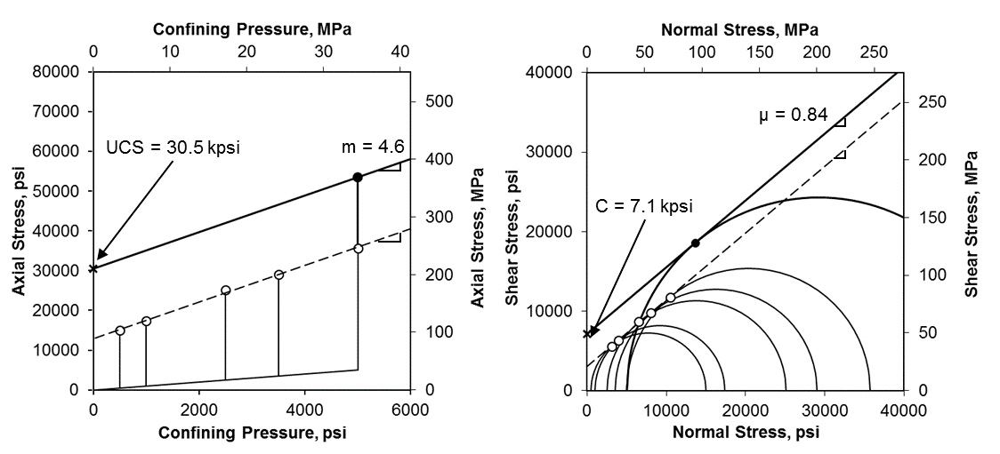 Confining Pressure, MPa
0 10 20 30 40
80000
70000
60000
50000
40000
30000
20000
10000
0
Axial Stress, psi
UCS = 30.5 kpsi
m = 4.6
500
400
300
200
100
0
Axial Stress, MPa
0 2000 4000 6000
Confining Pressure, psi
Normal Stress, MPa
0 50 100 150 200 250
40000
30000
20000
10000
0
Shear Stress, psi
μ = 0.84
C = 7.1 kpsi
250
200
150
100
50
0
Shear Stress, MPa
0 10000 20000 30000 40000
Normal Stress, psi